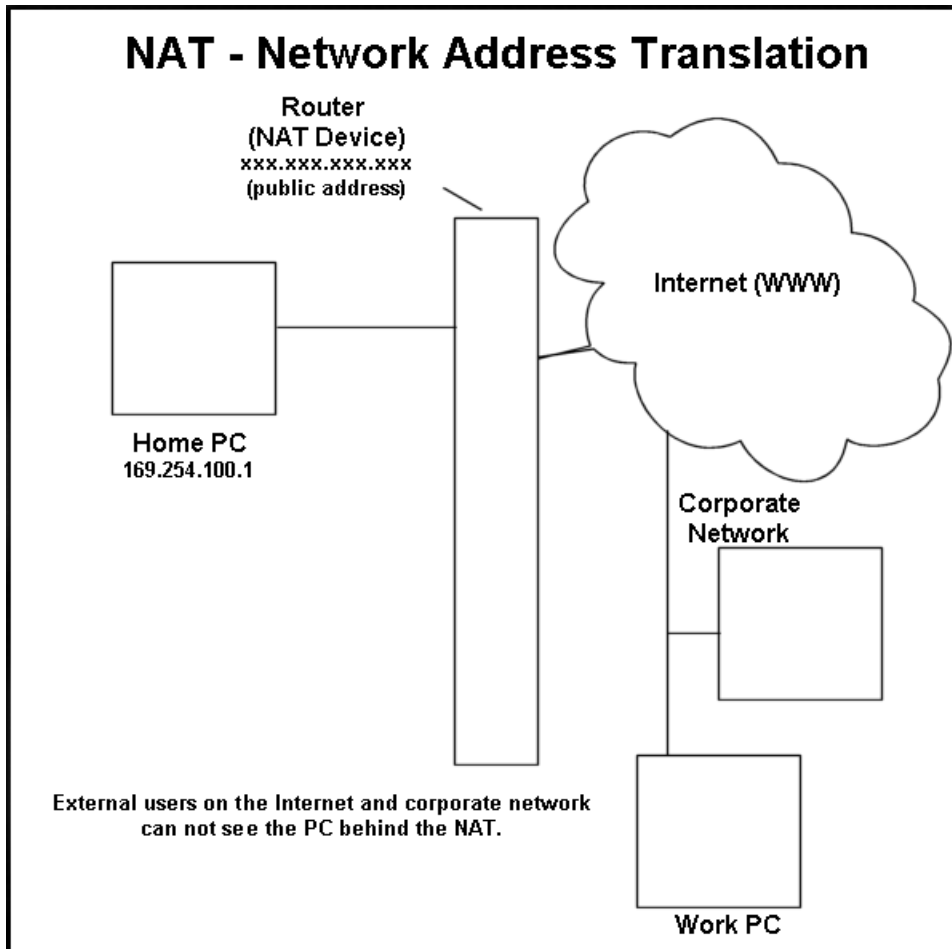 NAT - Network Address Translation
Router
(NAT Device)
xxx.xxx.xxx.xxx
(public address)
Internet (WWW)
Home PC
169.254.100.1
Corporate
Network
External users on the Internet and corporate network
can not see the PC behind the NAT.
Work PC